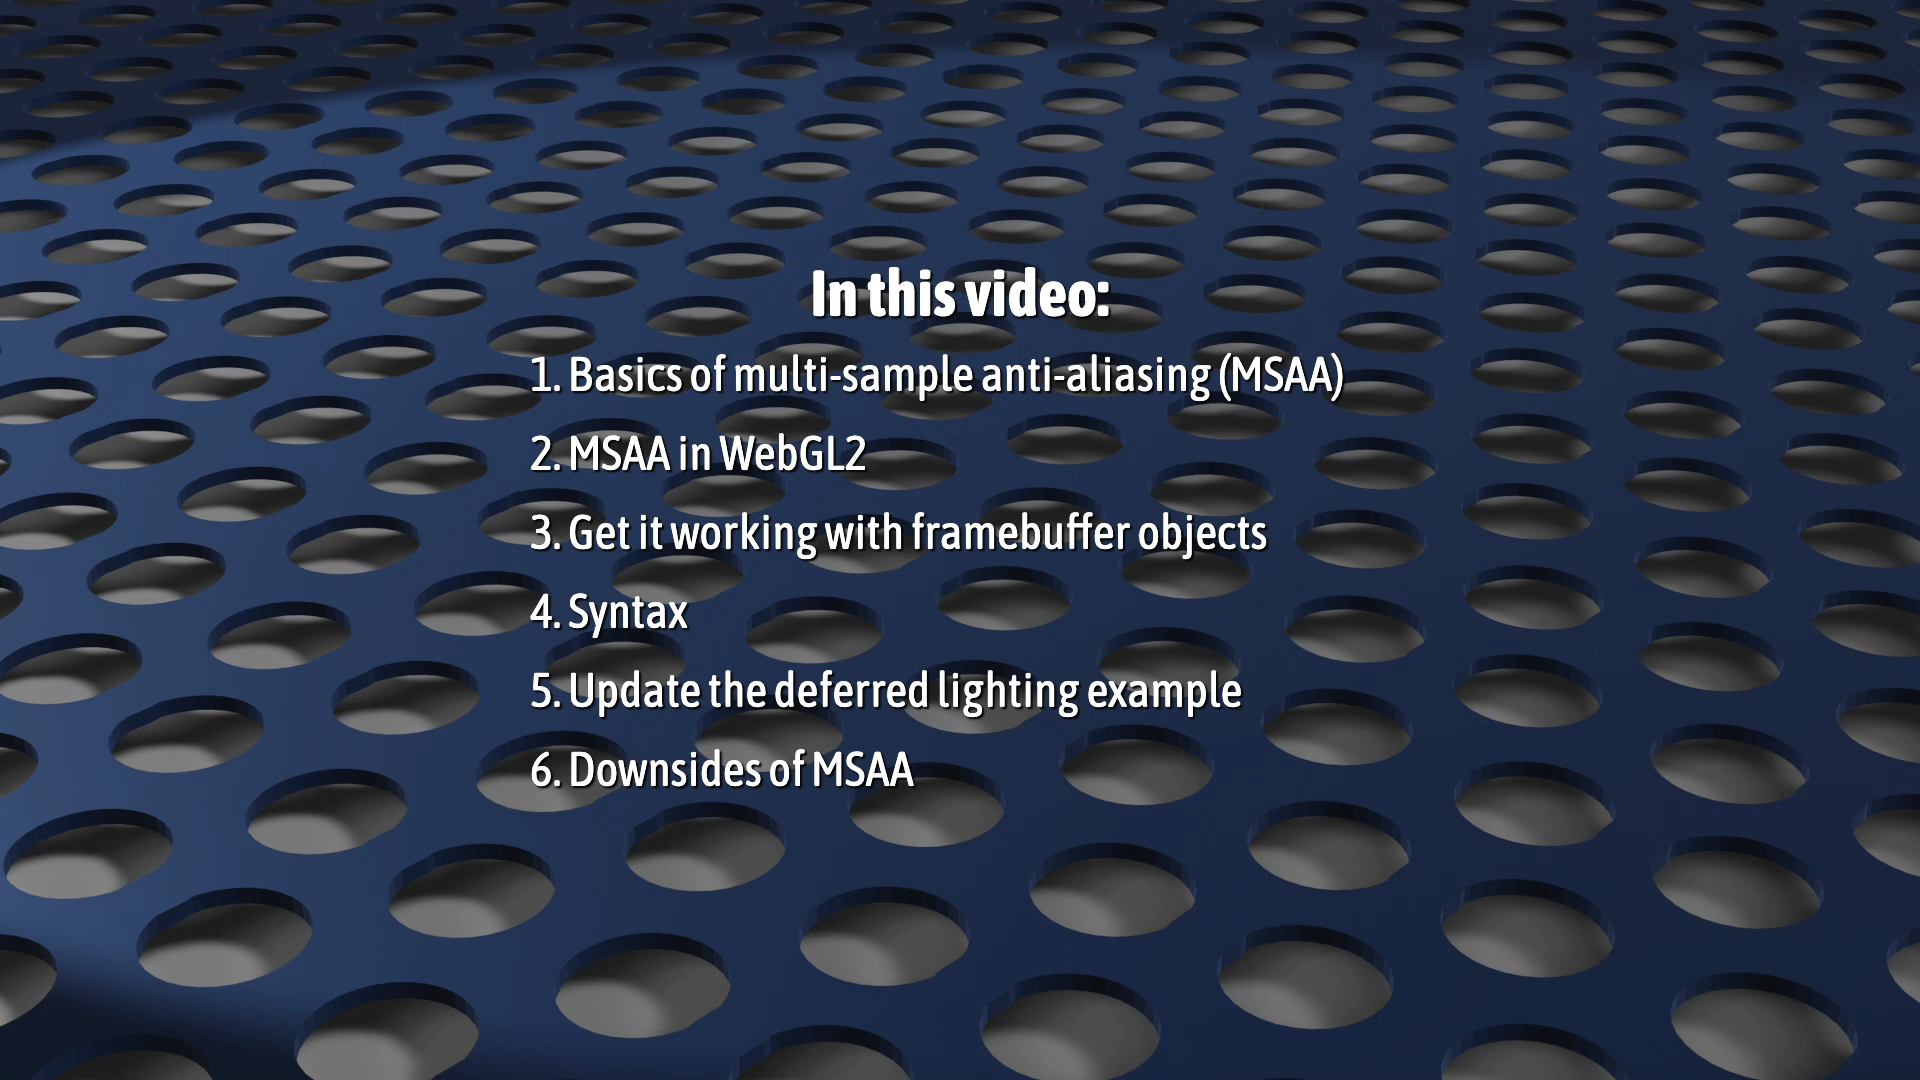 In this video:
1. Basics of multi-sample anti-aliasing (MSAA)
2. MSAA in WebGL2
3. Get it working with framebuffer objects
4. Syntax
5. Update the deferred lighting example
6. Downsides of MSAA